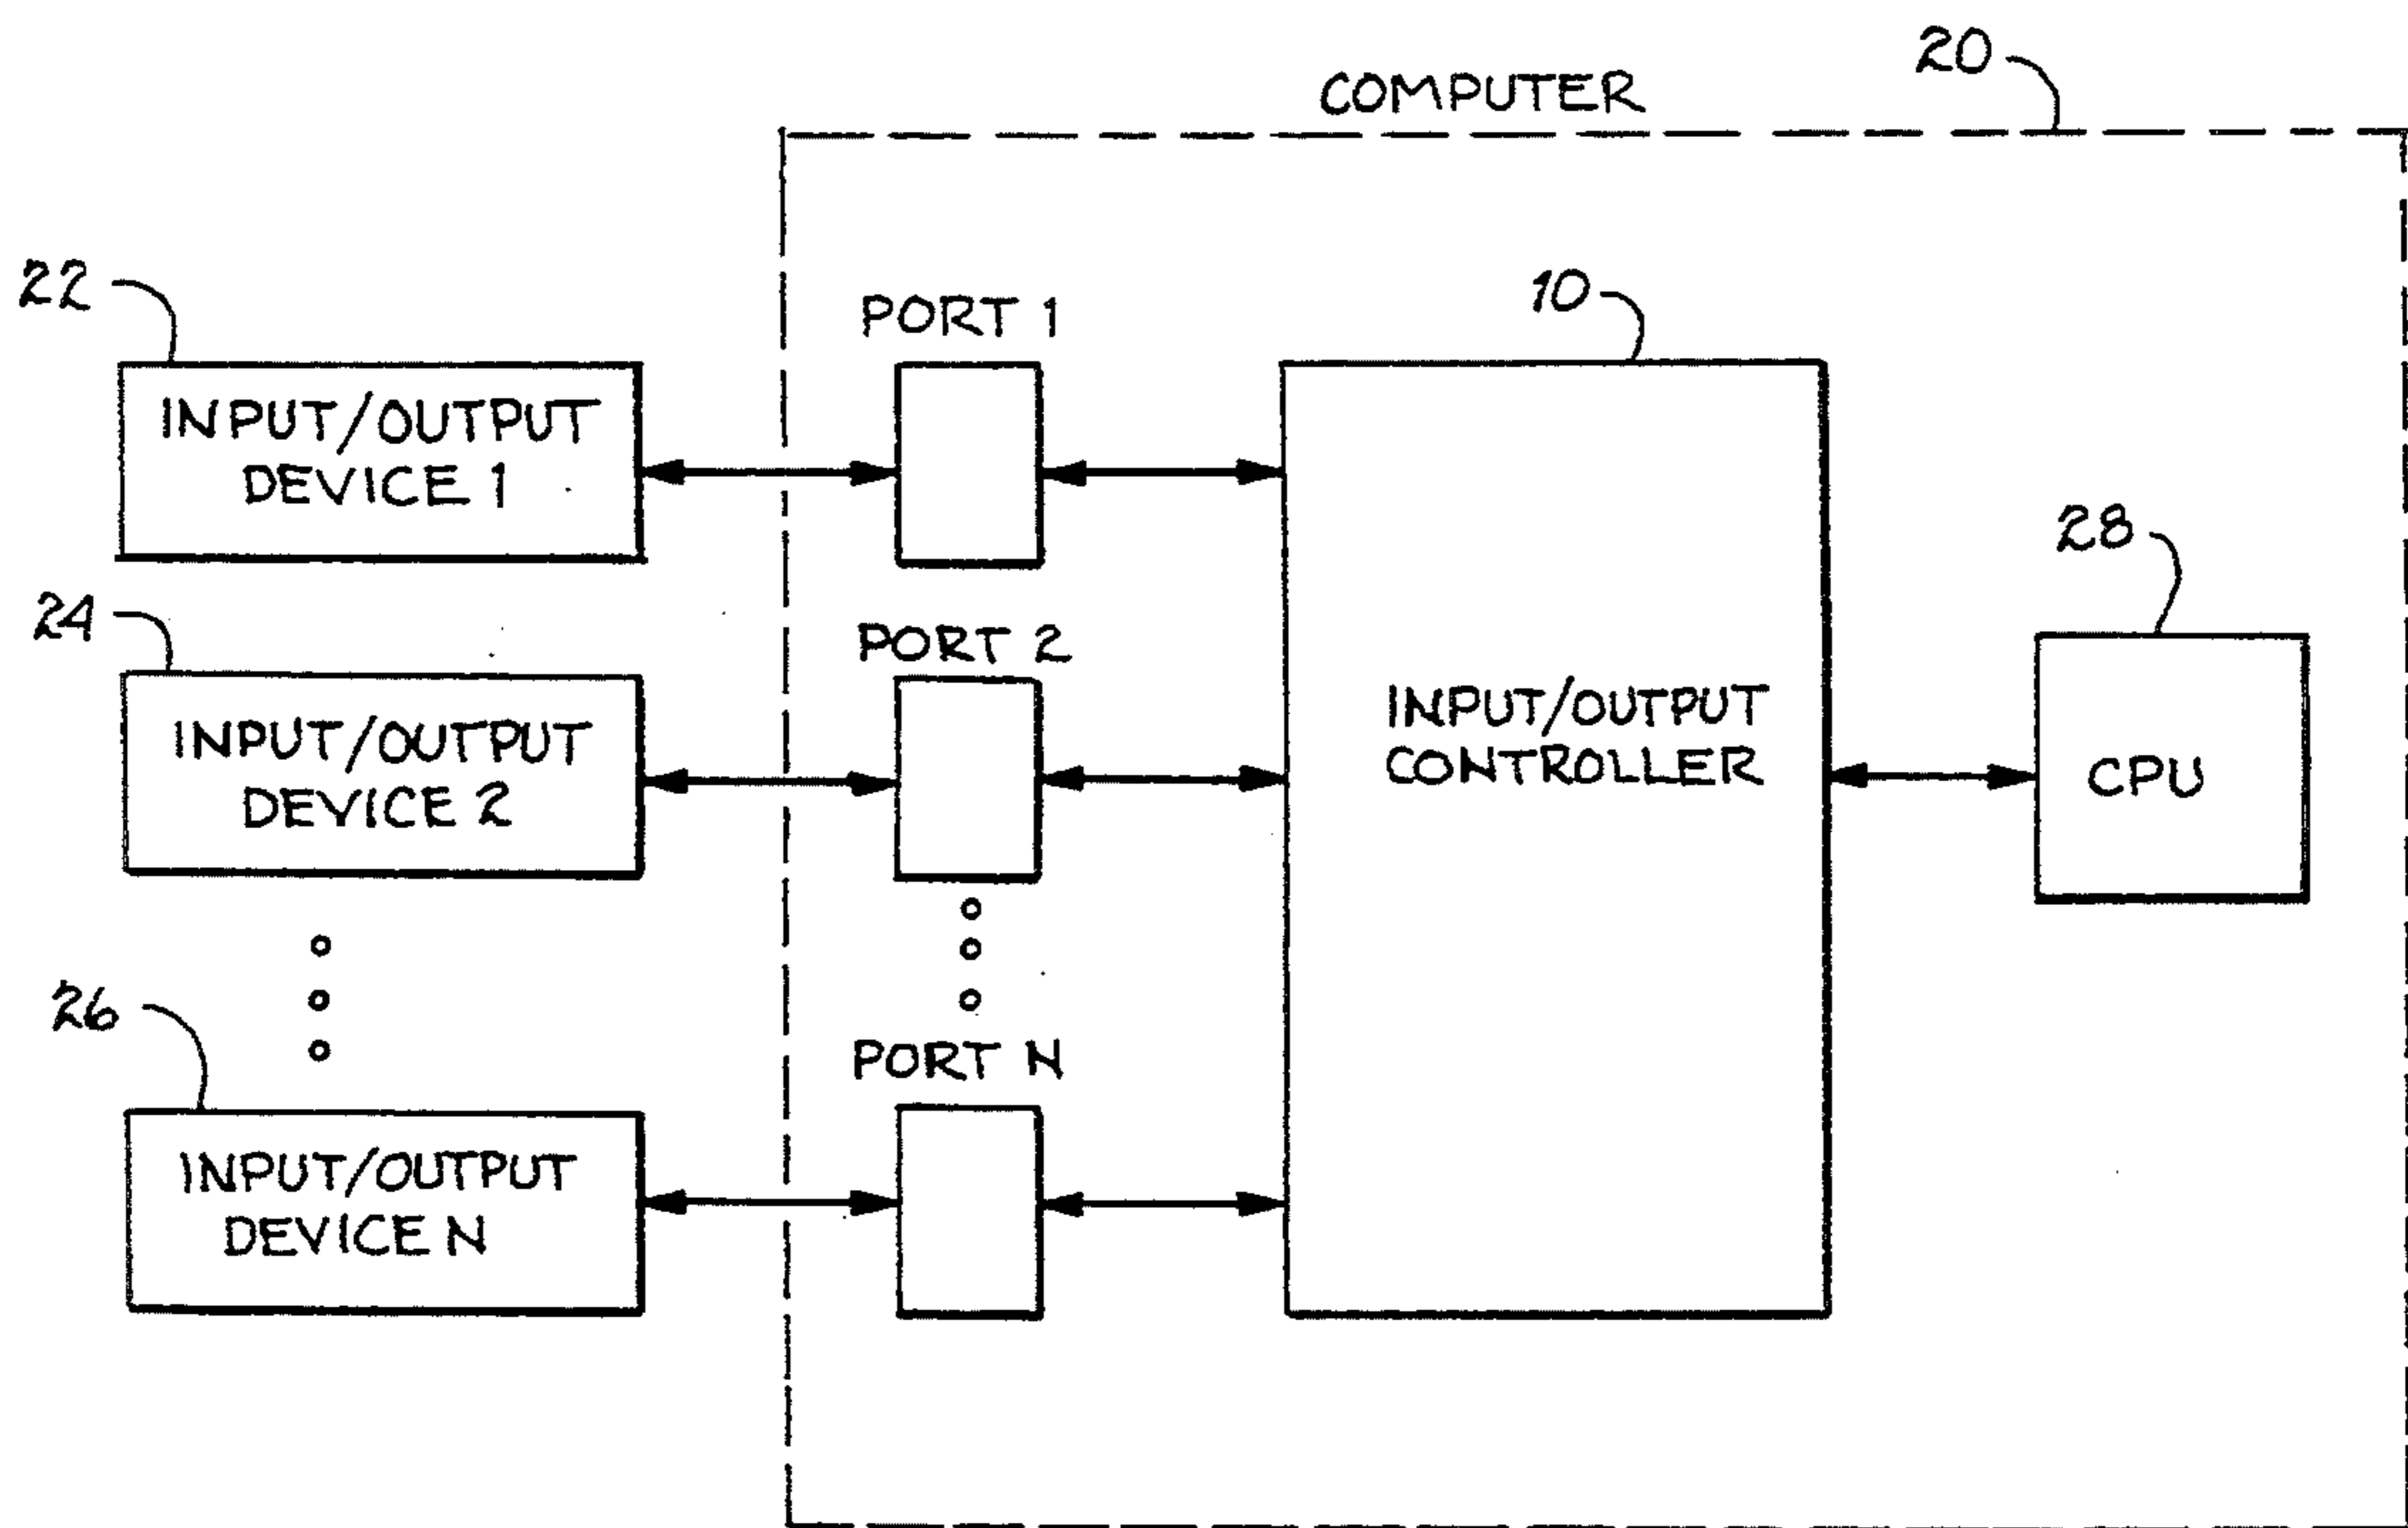 20
COMPUTER
22
PORT 1
10
INPUT/OUTPUT
DEVICE 1
28
24
PORT 2
INPUT/OUTPUT
DEVICE 2
INPUT/OUTPUT
CONTROLLER
CPU
26
PORT N
INPUT/OUTPUT
DEVICE N